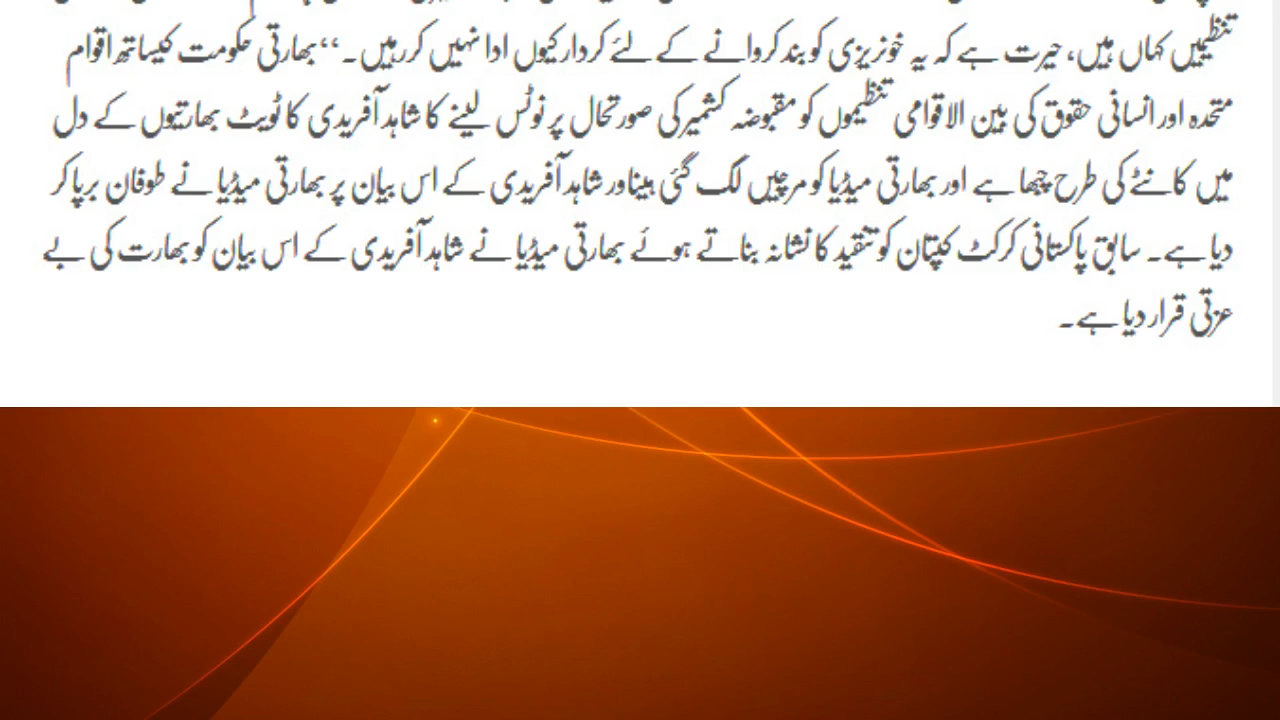 تنظیمیں کہاں ہیں، حیرت ہے کہ یہ خونریزی کو بند کروانے کے لئے کردار کیوں ادا نہیں کررہیں۔‘‘بھارتی حکومت کیساتھ اقوام
متحدہ اور انسانی حقوق کی بین الاقوامی تنظیموں کو مقبوضہ کشمیر کی صورتحال پر نوٹس لینے کا شاہد آفریدی کا ٹویٹ بھارتیوں کے دل
میں کانٹے کی طرح چبھا ہے اور بھارتی میڈیا کو مرچیں لگ گئی ہیناور شاہد آفریدی کے اس بیان پر بھارتی میڈیا نے طوفان برپا کر
دیا ہے۔ سابق پاکستانی کرکٹ کپتان کو تنقید کا نشانہ بناتے ہوئے بھارتی میڈیا نے شاہد آفریدی کے اس بیان کو بھارت کی بے
عزتی قرار دیا ہے۔